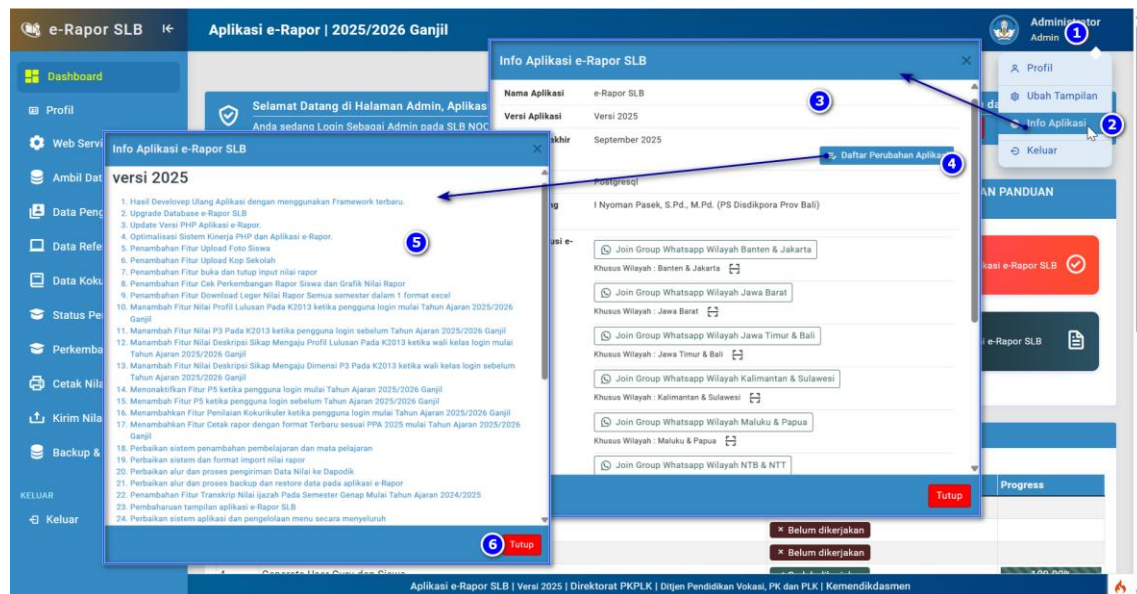 e-Rapor SLB
Aplikasi e-Rapor | 2025/2026 Ganjil
Administrator
Admin
1
Profil
Ubah Tampilan
Info Aplikasi
2
Keluar
Dashboard
Profil
Web Servi
Ambil Dat
Data Peng
Data Refe
Data Koku
Status Pe
Perkemba
Cetak Nila
Kirim Nila
Backup &
KELUAR
Keluar
Selamat Datang di Halaman Admin, Aplikas
Anda sedang Login Sebagai Admin pada SLB NOC
Info Aplikasi e-Rapor SLB
Nama Aplikasi e-Rapor SLB
3
Versi Aplikasi Versi 2025
akhir September 2025
Daftar Perubahan Aplikasi
4
Postgresql
ng I Nyoman Pasek, S.Pd., M.Pd. (PS Disdikpora Prov Bali)
usi e-
Join Group Whatsapp Wilayah Banten & Jakarta
Khusus Wilayah : Banten & Jakarta
Join Group Whatsapp Wilayah Jawa Barat
Khusus Wilayah : Jawa Barat
Join Group Whatsapp Wilayah Jawa Timur & Bali
Khusus Wilayah : Jawa Timur & Bali
Join Group Whatsapp Wilayah Kalimantan & Sulawesi
Khusus Wilayah : Kalimantan & Sulawesi
Join Group Whatsapp Wilayah Maluku & Papua
Khusus Wilayah : Maluku & Papua
Join Group Whatsapp Wilayah NTB & NTT
Tutup
Info Aplikasi e-Rapor SLB
versi 2025
1. Hasil Develovep Ulang Aplikasi dengan menggunakan Framework terbaru.
2. Upgrade Database e-Rapor SLB
3. Update Versi PHP Aplikasi e-Rapor.
4. Optimalisasi Sistem Kinerja PHP dan Aplikasi e-Rapor.
5. Penambahan Fitur Upload Foto Siswa
6. Penambahan Fitur Upload Kop Sekolah
7. Penambahan Fitur buka dan tutup input nilai rapor
8. Penambahan Fitur Cek Perkembangan Rapor Siswa dan Grafik Nilai Rapor
9. Penambahan Fitur Download Leger Nilai Rapor Semua semester dalam 1 format excel
10. Manambah Fitur Nilai Profil Lulusan Pada K2013 ketika pengguna login mulai Tahun Ajaran 2025/2026
Ganjil
11. Manambah Fitur Nilai P3 Pada K2013 ketika pengguna login sebelum Tahun Ajaran 2025/2026 Ganjil
12. Manambah Fitur Nilai Deskripsi Sikap Mengaju Profil Lulusan Pada K2013 ketika wali kelas login mulai
Tahun Ajaran 2025/2026 Ganjil
13. Manambah Fitur Nilai Deskripsi Sikap Mengaju Dimensi P3 Pada K2013 ketika wali kelas login sebelum
Tahun Ajaran 2025/2026 Ganjil
14. Menonaktifkan Fitur P5 ketika pengguna login mulai Tahun Ajaran 2025/2026 Ganjil
15. Menambah Fitur P5 ketika pengguna login sebelum Tahun Ajaran 2025/2026 Ganjil
16. Menambahkan Fitur Penilaian Kokurikuler ketika pengguna login mulai Tahun Ajaran 2025/2026 Ganjil
17. Menambahkan Fitur Cetak rapor dengan format Terbaru sesuai PPA 2025 mulai Tahun Ajaran 2025/2026
Ganjil
18. Perbaikan sistem penambahan pembelajaran dan mata pelajaran
19. Perbaikan sistem dan format import nilai rapor
20. Perbaikan alur dan proses pengiriman Data Nilai ke Dapodik
21. Perbaikan alur dan proses backup dan restore data pada aplikasi e-Rapor
22. Penambahan Fitur Transkrip Nilai ijazah Pada Semester Genap Mulai Tahun Ajaran 2024/2025
23. Pembaharuan tampilan aplikasi e-Rapor SLB
24. Perbaikan sistem aplikasi dan pengelolaan menu secara menyeluruh
5
6
Tutup
AN PANDUAN
kasi e-Rapor SLB
i e-Rapor SLB
Progress
× Belum dikerjakan
× Belum dikerjakan
Aplikasi e-Rapor SLB | Versi 2025 | Direktorat PKPLK | Ditjen Pendidikan Vokasi, PK dan PLK | Kemendikdasmen